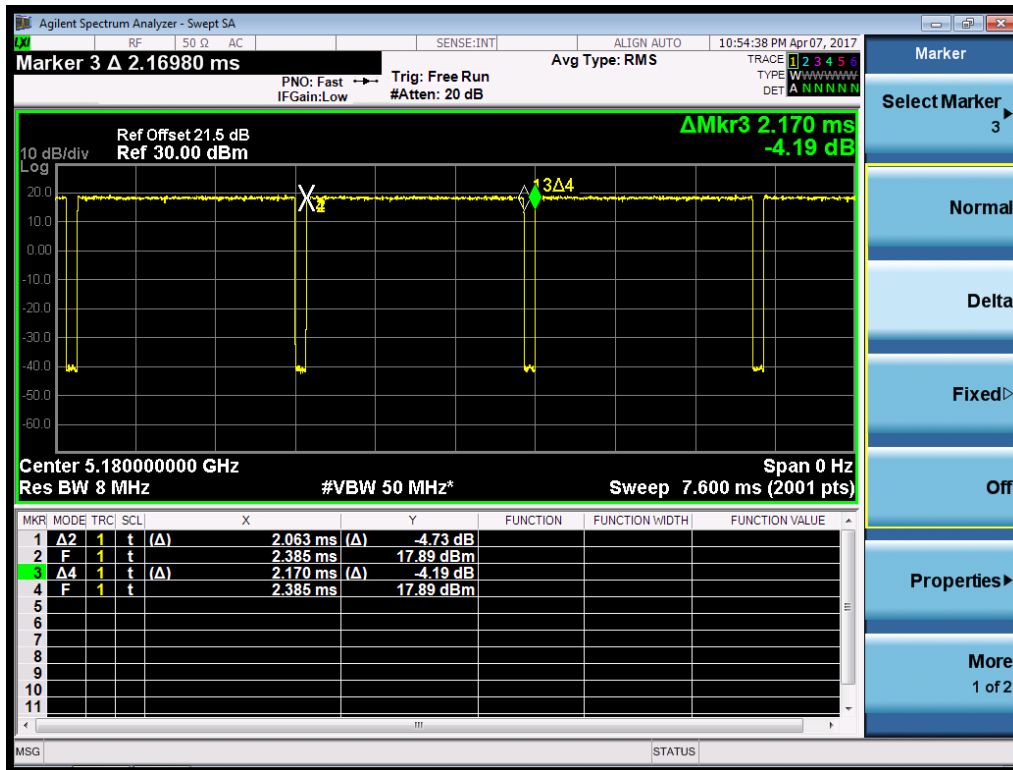 Agilent Spectrum Analyzer - Swept SA
LXI RF 50 Ω AC SENSE:INT ALIGN AUTO 10:54:38 PM Apr 07, 2017
Marker 3 Δ 2.16980 ms
PNO: Fast
IFGain:Low
Trig: Free Run
#Atten: 20 dB
Avg Type: RMS
TRACE 1 2 3 4 5 6
TYPE WWWWWW
DET A N N N N N
ΔMkr3 2.170 ms
-4.19 dB
Ref Offset 21.5 dB
10 dB/div Ref 30.00 dBm
Log
20.0
10.0
0.00
-10.0
-20.0
-30.0
-40.0
-50.0
-60.0
3Δ4
Center 5.180000000 GHz Span 0 Hz
Res BW 8 MHz #VBW 50 MHz* Sweep 7.600 ms (2001 pts)
MKR MODE TRC SCL X Y FUNCTION FUNCTION WIDTH FUNCTION VALUE
1 Δ2 1 t (Δ) 2.063 ms (Δ) -4.73 dB
2 F 1 t 2.385 ms 17.89 dBm
3 Δ4 1 t (Δ) 2.170 ms (Δ) -4.19 dB
4 F 1 t 2.385 ms 17.89 dBm
5
6
7
8
9
10
11
MSG STATUS
Marker
Select Marker
3
Normal
Delta
Fixed
Off
Properties
More
1 of 2